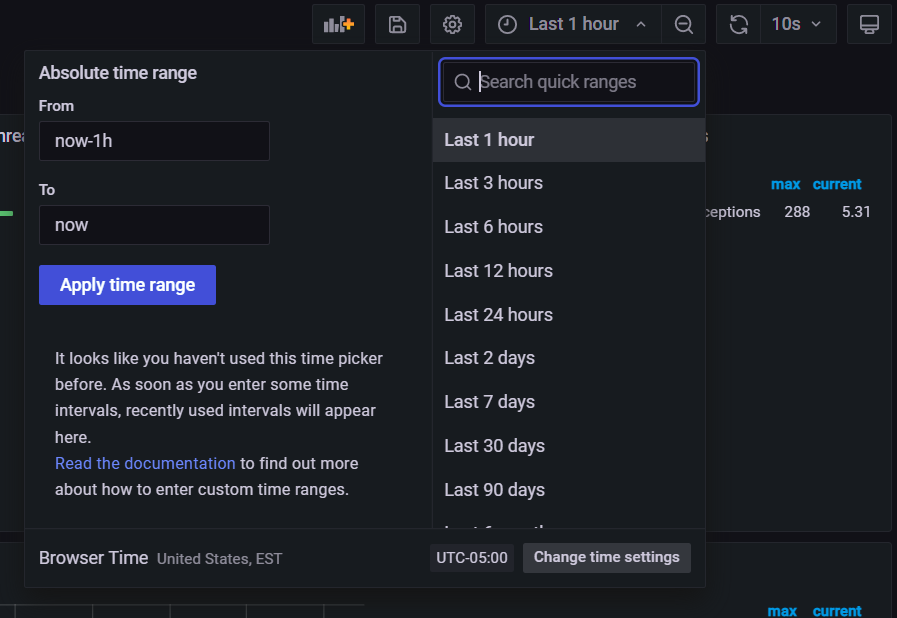 Last 1 hour
10s
Absolute time range
From
now-1h
To
now
Apply time range
It looks like you haven't used this time picker
before. As soon as you enter some time
intervals, recently used intervals will appear
here.
Read the documentation to find out more
about how to enter custom time ranges.
Search quick ranges
Last 1 hour
Last 3 hours
Last 6 hours
Last 12 hours
Last 24 hours
Last 2 days
Last 7 days
Last 30 days
Last 90 days
Browser Time United States, EST
UTC-05:00
Change time settings
max current
ceptions 288 5.31
max current